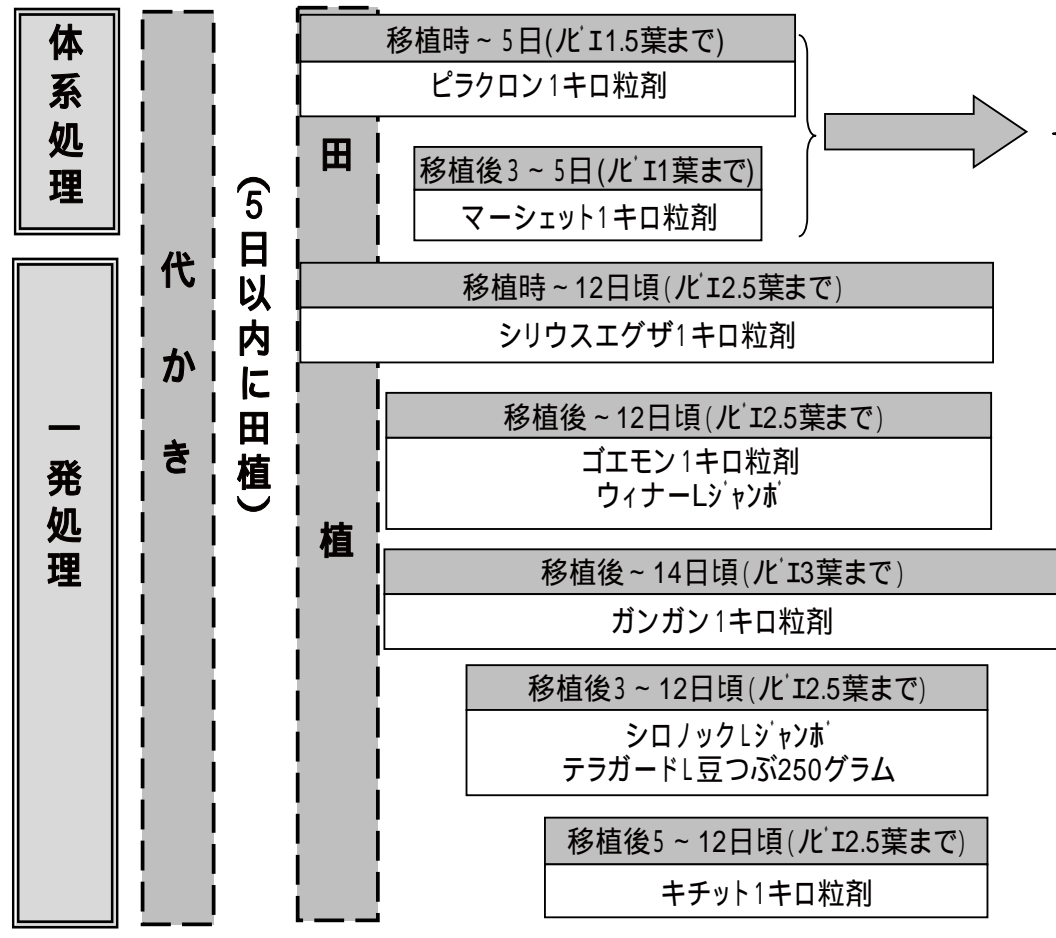 体系処理
一発処理
代かき
(5日以内に田植)
田植
移植時~5日(ﾉﾋﾞｴ1.5葉まで)
ピラクロン1キロ粒剤
移植後3~5日(ﾉﾋﾞｴ1葉まで)
マーシェット1キロ粒剤
移植時~12日頃(ﾉﾋﾞｴ2.5葉まで)
シリウスエグザ1キロ粒剤
移植後~12日頃(ﾉﾋﾞｴ2.5葉まで)
ゴエモン1キロ粒剤
ウィナーLｼﾞｬﾝﾎﾞ
移植後~14日頃(ﾉﾋﾞｴ3葉まで)
ガンガン1キロ粒剤
移植後3~12日頃(ﾉﾋﾞｴ2.5葉まで)
シロノックLｼﾞｬﾝﾎﾞ
テラガードL豆つぶ250グラム
移植後5~12日頃(ﾉﾋﾞｴ2.5葉まで)
キチット1キロ粒剤